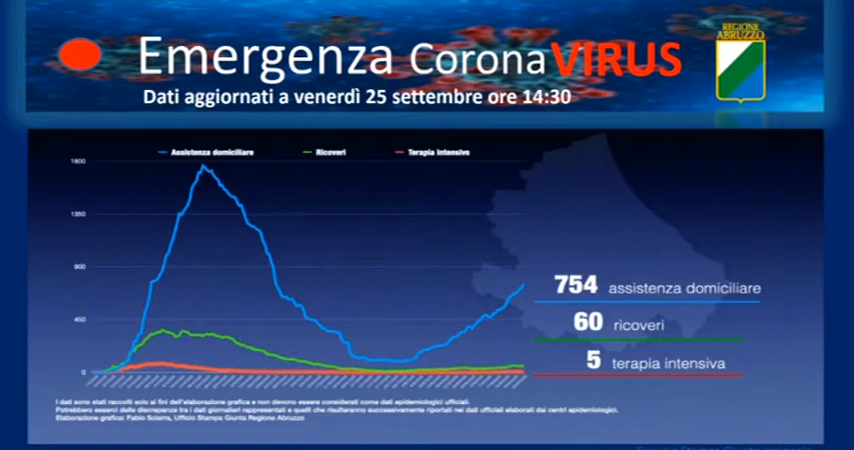 REGIONE
ABRUZZO
Emergenza CoronaVIRUS
Dati aggiornati a venerdì 25 settembre ore 14:30
Assistenza domiciliare Ricoveri Terapia intensiva
1800
1350
900
450
0
754 assistenza domiciliare
60 ricoveri
5 terapia intensiva
I dati sono stati raccolti solo ai fini dell'elaborazione grafica e non devono essere considerati come dati epidemiologici ufficiali.
Potrebbero esserci delle discrepanze tra i dati giornalieri rappresentati e quelli che risulteranno successivamente riportati nei dati ufficiali elaborati dai centri epidemiologici.
Elaborazione grafica: Fabio Sciarra, Ufficio Stampa Giunta Regione Abruzzo